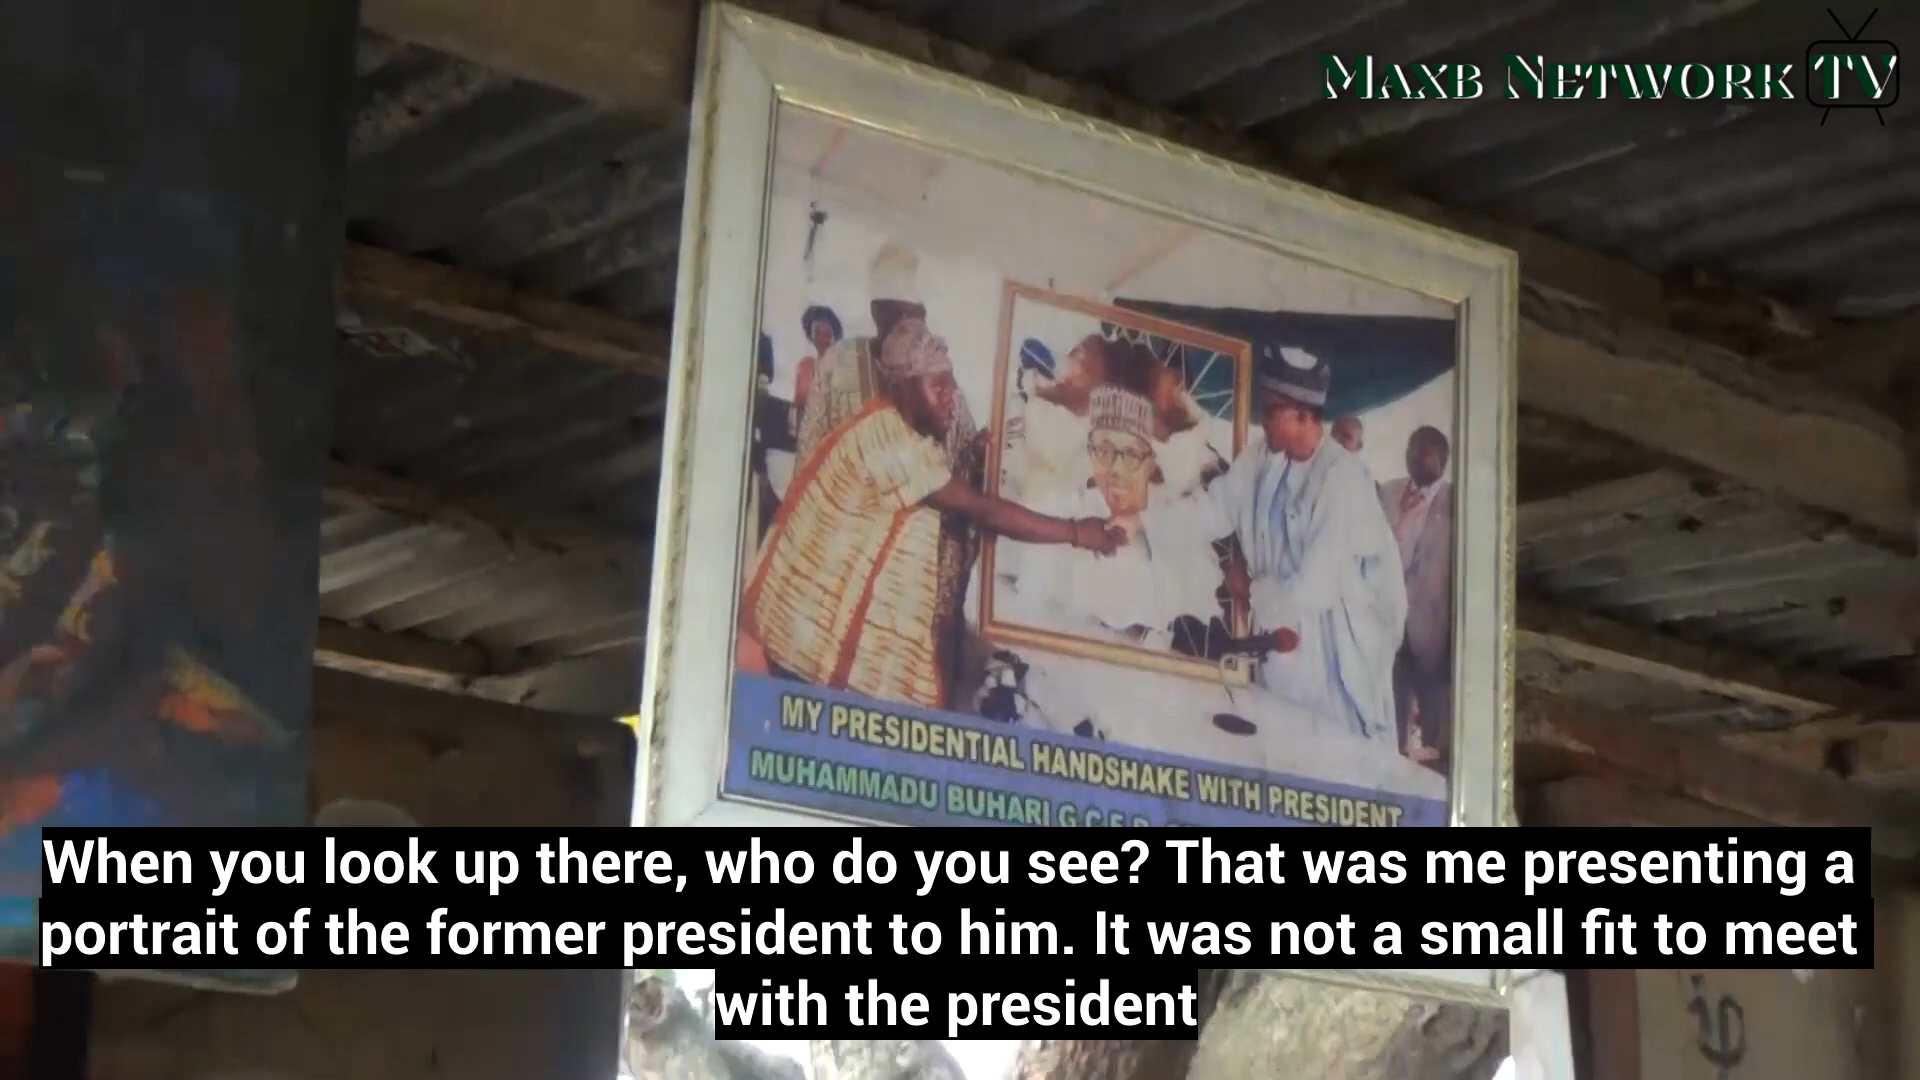 MAXB NETWORK TV
MY PRESIDENTIAL HANDSHAKE WITH PRESIDENT
MUHAMMADU BUHARI G.C.F.R.
When you look up there, who do you see? That was me presenting a
portrait of the former president to him. It was not a small fit to meet
with the president